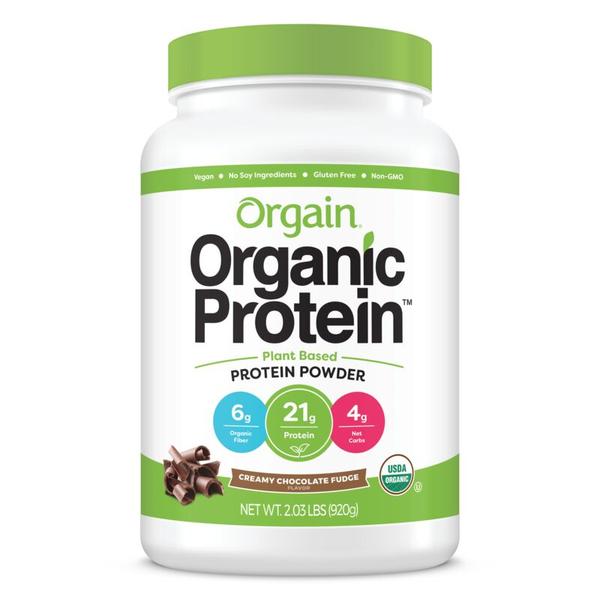 Vegan • No Soy Ingredients • Gluten Free • Non-GMO
Orgain®
Organic
Protein™
Plant Based
PROTEIN POWDER
6g
Organic
Fiber
21g
Protein
4g
Net
Carbs
CREAMY CHOCOLATE FUDGE
FLAVOR
USDA
ORGANIC
U
NET WT. 2.03 LBS (920g)